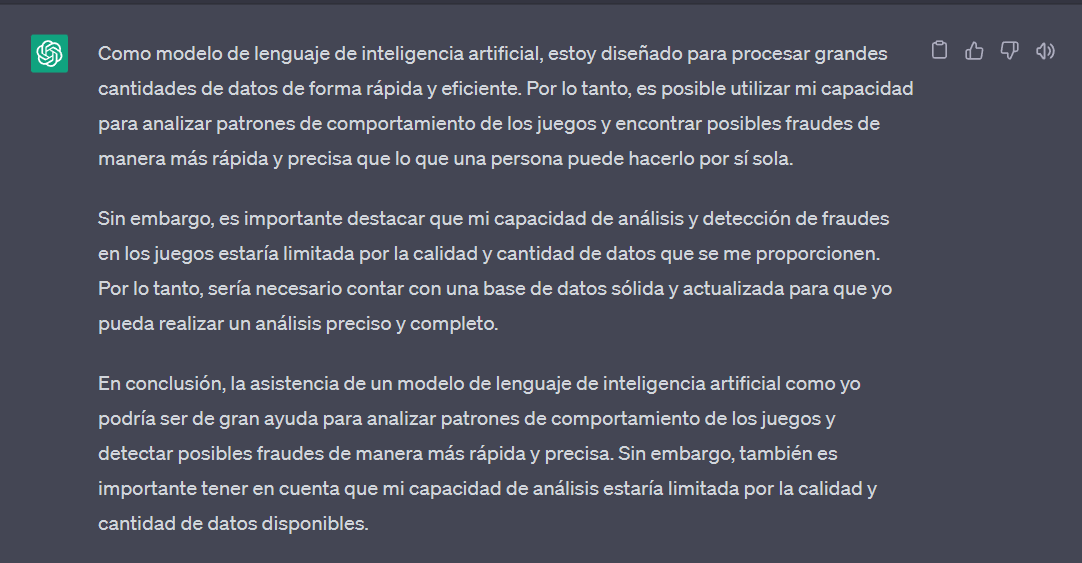 Como modelo de lenguaje de inteligencia artificial, estoy diseñado para procesar grandes
cantidades de datos de forma rápida y eficiente. Por lo tanto, es posible utilizar mi capacidad
para analizar patrones de comportamiento de los juegos y encontrar posibles fraudes de
manera más rápida y precisa que lo que una persona puede hacerlo por sí sola.
Sin embargo, es importante destacar que mi capacidad de análisis y detección de fraudes
en los juegos estaría limitada por la calidad y cantidad de datos que se me proporcionen.
Por lo tanto, sería necesario contar con una base de datos sólida y actualizada para que yo
pueda realizar un análisis preciso y completo.
En conclusión, la asistencia de un modelo de lenguaje de inteligencia artificial como yo
podría ser de gran ayuda para analizar patrones de comportamiento de los juegos y
detectar posibles fraudes de manera más rápida y precisa. Sin embargo, también es
importante tener en cuenta que mi capacidad de análisis estaría limitada por la calidad y
cantidad de datos disponibles.